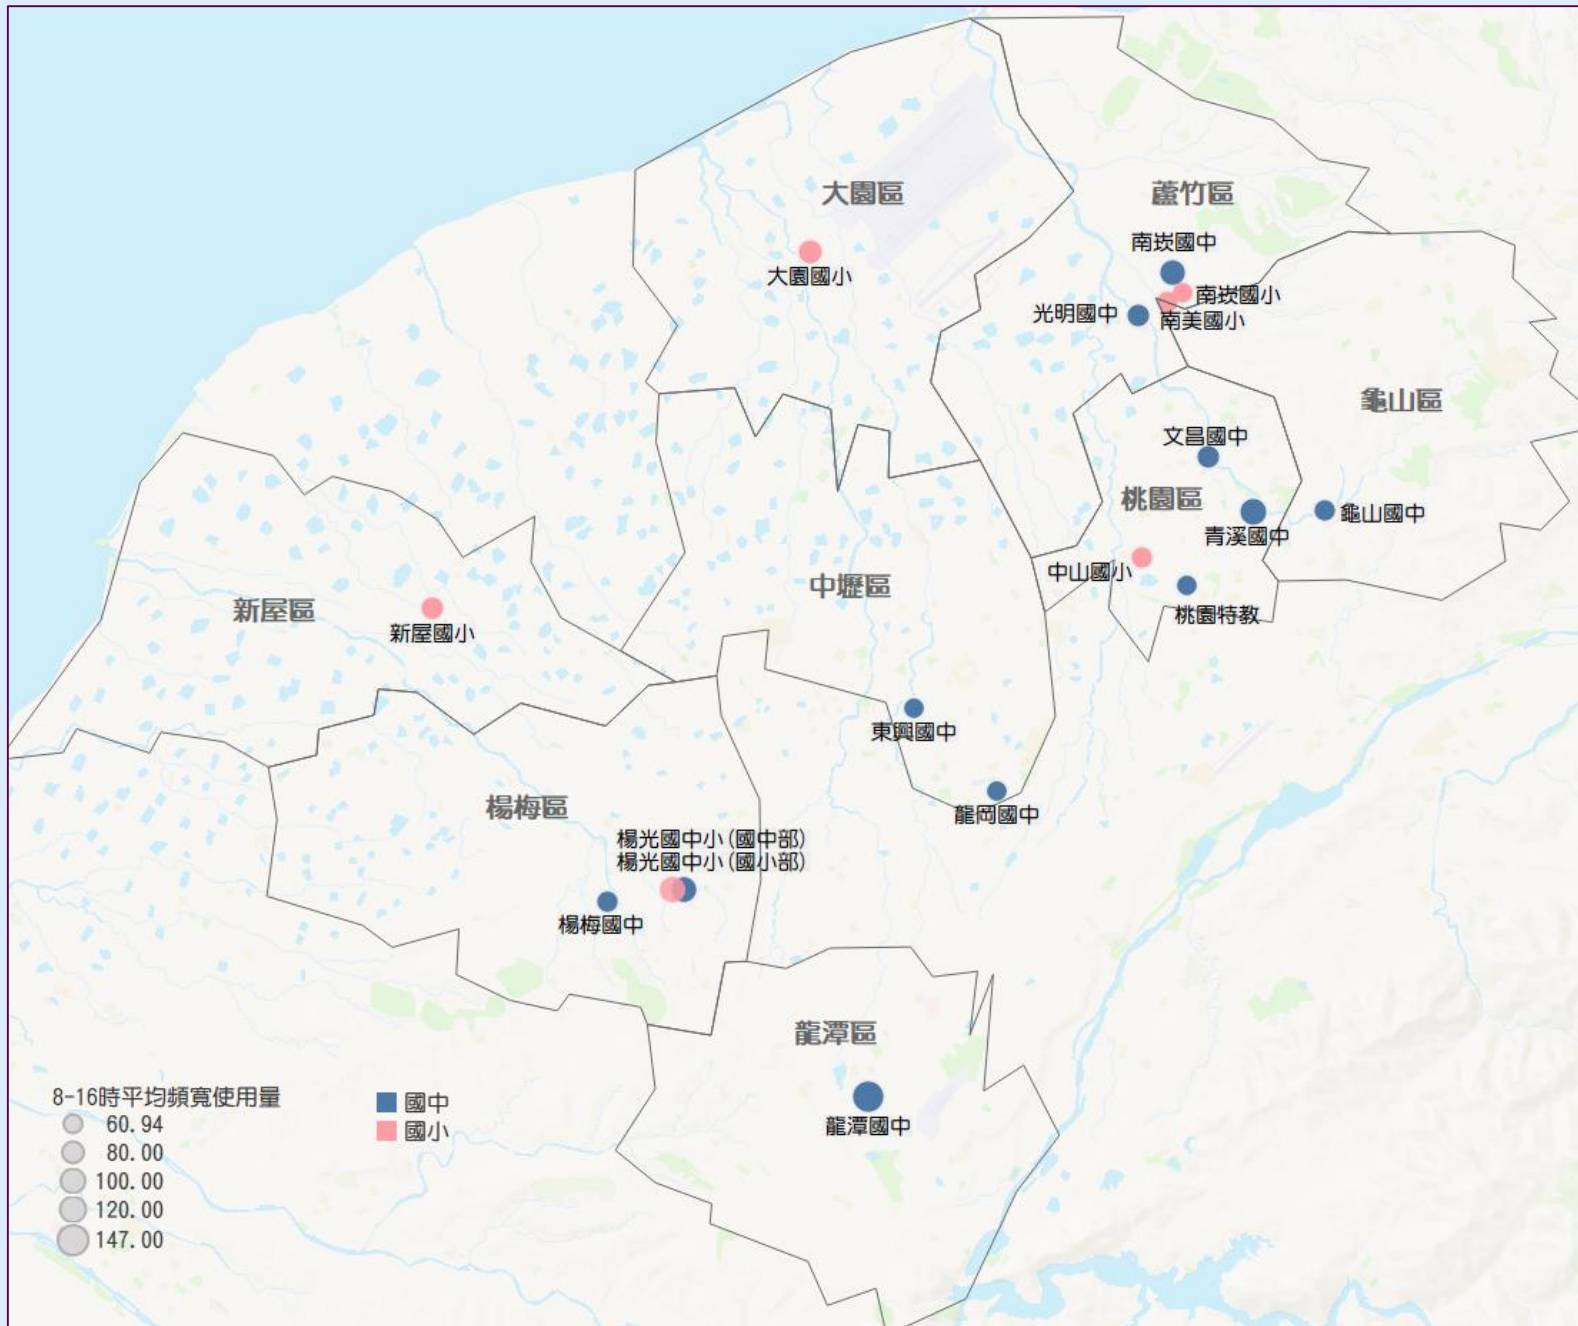 大園區
蘆竹區
南崁國中
大園國小
南崁國小
光明國中
南美國小
龜山區
文昌國中
桃園區
龜山國中
青溪國中
中山國小
中壢區
新屋區
桃園特教
新屋國小
東興國中
楊梅區
龍岡國中
楊光國中小(國中部)
楊光國中小(國小部)
楊梅國中
龍潭區
龍潭國中
8-16時平均頻寬使用量
60.94
80.00
100.00
120.00
147.00
國中
國小